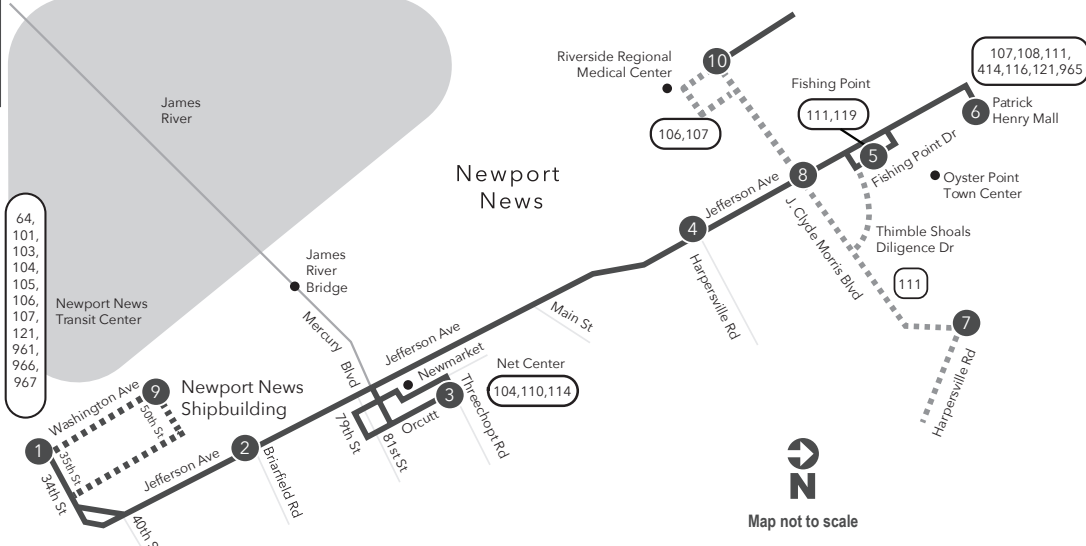 James
River
Newport
News
Riverside Regional
Medical Center
10
106,107
Fishing Point
111,119
107,108,111,
414,116,121,965
6
Patrick
Henry Mall
5
Fishing Point Dr
Oyster Point
Town Center
8
Jefferson Ave
J. Clyde Morris Blvd
Thimble Shoals
Diligence Dr
111
4
Harpersville Rd
7
Harpersville Rd
64,
101,
103,
104,
105,
106,
107,
121,
961,
966,
967
Newport News
Transit Center
James
River
Bridge
Mercury Blvd
Jefferson Ave
Main St
Newmarket
Net Center
104,110,114
3
Threechopt Rd
Orcutt
79th St
81st St
Washington Ave
9
50th St
Newport News
Shipbuilding
1
35th St
34th St
2
Jefferson Ave
Briarfield Rd
40th
N
Map not to scale